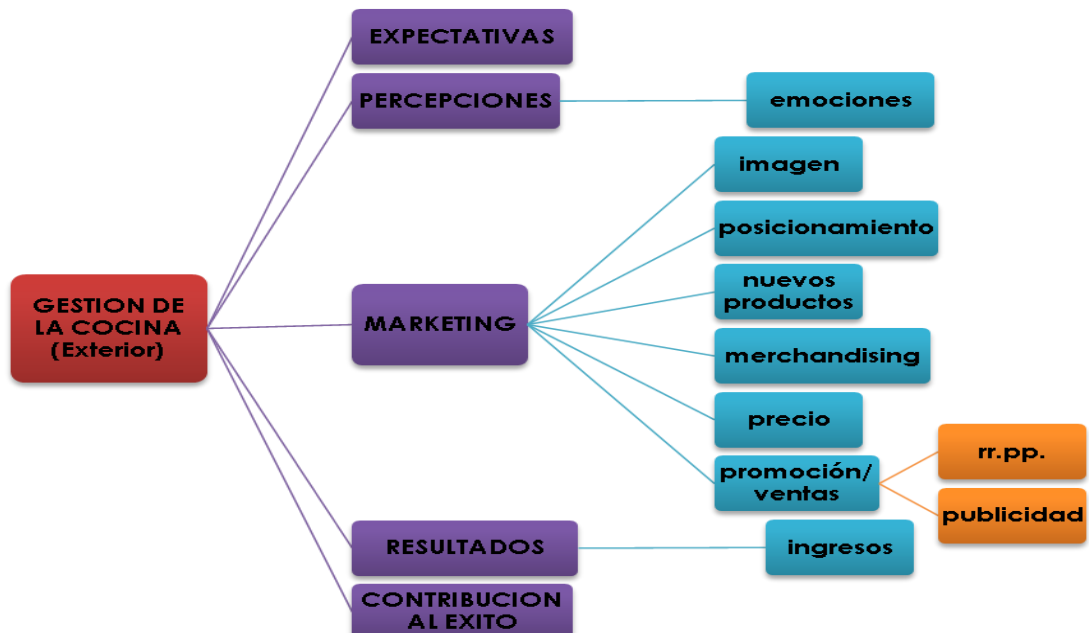 EXPECTATIVAS
PERCEPCIONES
emociones
imagen
posicionamiento
nuevos
productos
GESTION DE
LA COCINA
(Exterior)
MARKETING
merchandising
precio
promoción/
ventas
rr.pp.
publicidad
RESULTADOS
ingresos
CONTRIBUCION
AL EXITO